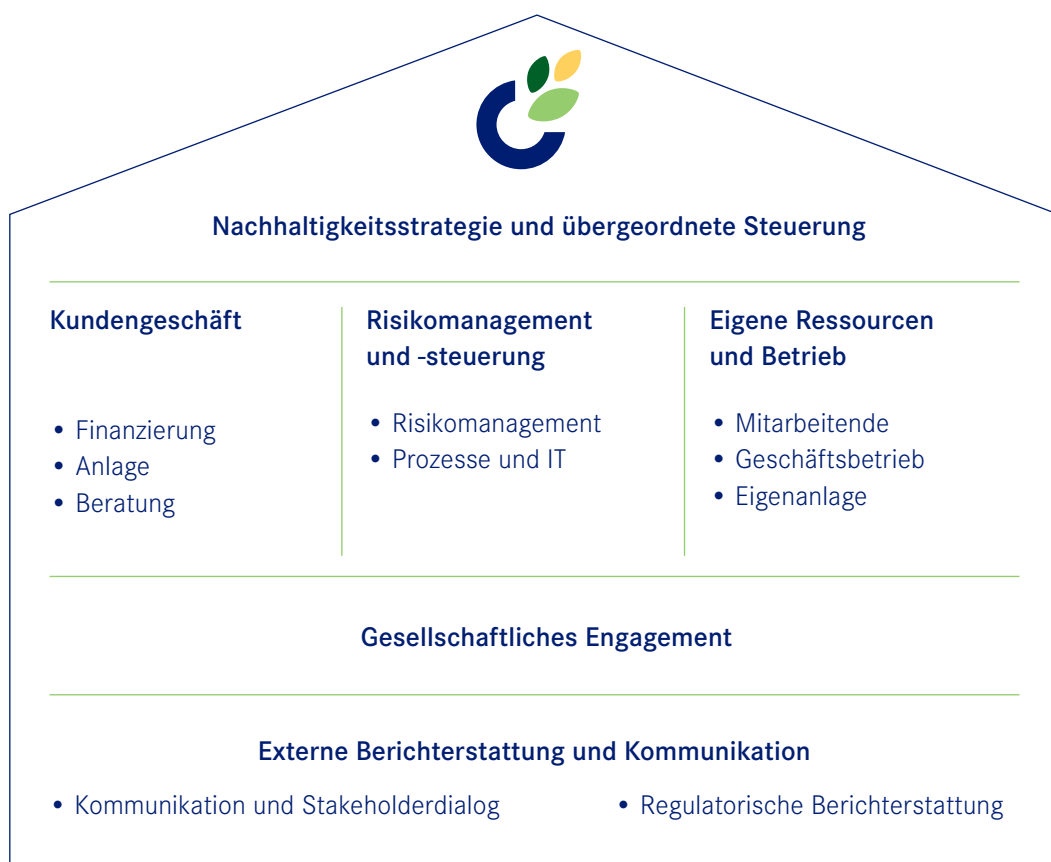 Nachhaltigkeitsstrategie und übergeordnete Steuerung
Kundengeschäft
• Finanzierung
• Anlage
• Beratung
Risikomanagement
und -steuerung
• Risikomanagement
• Prozesse und IT
Eigene Ressourcen
und Betrieb
• Mitarbeitende
• Geschäftsbetrieb
• Eigenanlage
Gesellschaftliches Engagement
Externe Berichterstattung und Kommunikation
• Kommunikation und Stakeholderdialog
• Regulatorische Berichterstattung